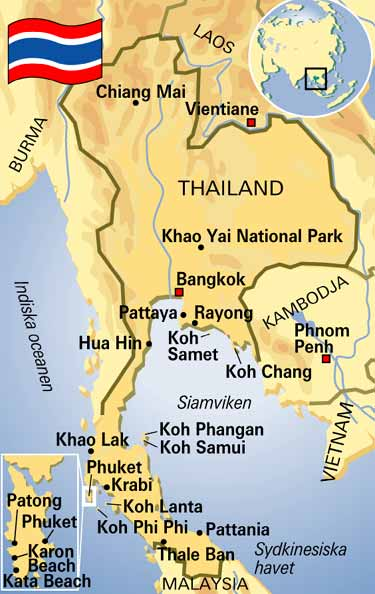 LAOS
Chiang Mai
Vientiane
BURMA
THAILAND
Khao Yai National Park
Bangkok
KAMBODJA
Indiska oceanen
Pattaya
Rayong
Phnom
Penh
Hua Hin
Koh
Samet
Koh Chang
Siamviken
VIETNAM
Koh Phangan
Khao Lak
Koh Samui
Phuket
Krabi
Patong
Koh Lanta
Phuket
Koh Phi Phi
Pattania
Karon
Beach
Thale Ban
Sydkinesiska
havet
Kata Beach
MALAYSIA